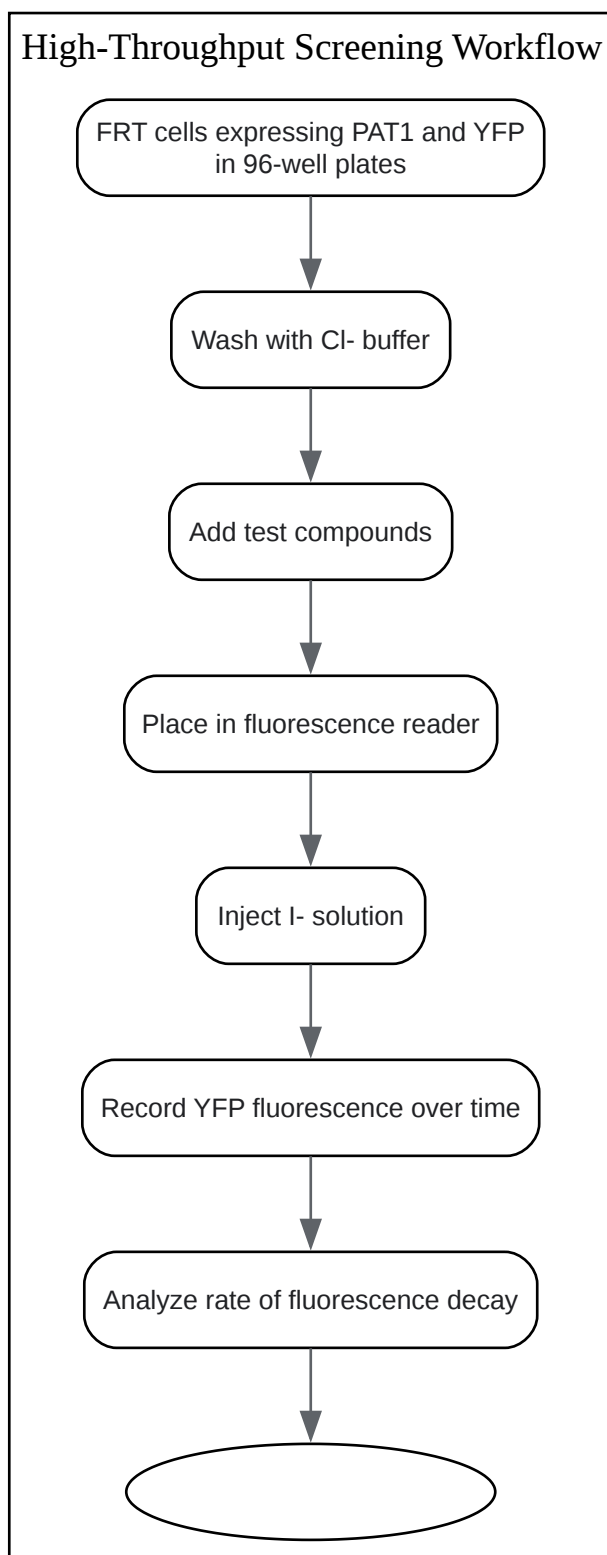 High-Throughput Screening Workflow
FRT cells expressing PAT1 and YFP
in 96-well plates
Wash with Cl- buffer
Add test compounds
Place in fluorescence reader
Inject I- solution
Record YFP fluorescence over time
Analyze rate of fluorescence decay